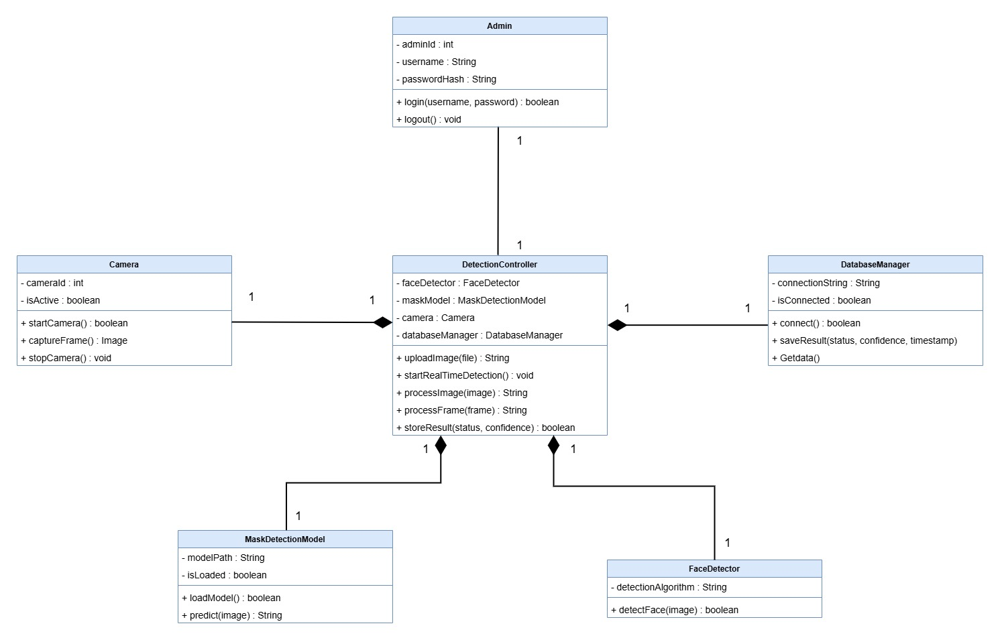 Admin
- adminId : int
- username : String
- passwordHash : String
+ login(username, password) : boolean
+ logout() : void
1
1
Camera
- cameraId : int
- isActive : boolean
+ startCamera() : boolean
+ captureFrame() : Image
+ stopCamera() : void
1
1
DetectionController
- faceDetector : FaceDetector
- maskModel : MaskDetectionModel
- camera : Camera
- databaseManager : DatabaseManager
+ uploadImage(file) : String
+ startRealTimeDetection() : void
+ processImage(image) : String
+ processFrame(frame) : String
+ storeResult(status, confidence) : boolean
1
1
DatabaseManager
- connectionString : String
- isConnected : boolean
+ connect() : boolean
+ saveResult(status, confidence, timestamp)
+ Getdata()
1
1
1
1
MaskDetectionModel
- modelPath : String
- isLoaded : boolean
+ loadModel() : boolean
+ predict(image) : String
FaceDetector
- detectionAlgorithm : String
+ detectFace(image) : boolean